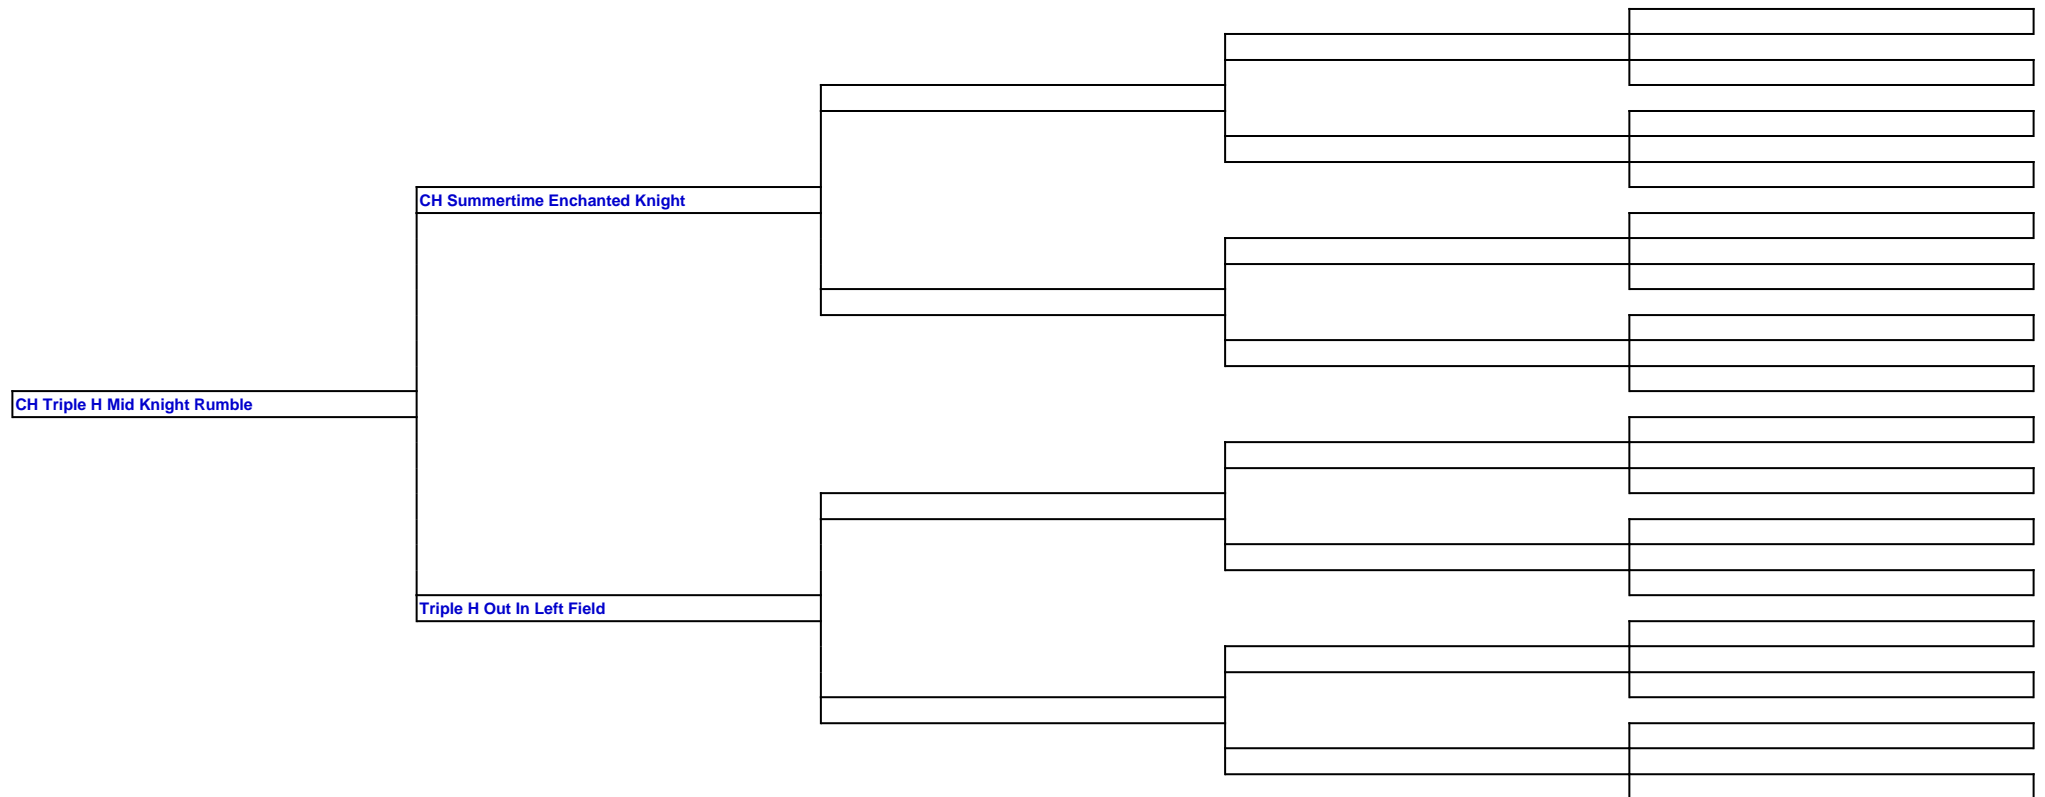 CH Summertime Enchanted Knight
CH Triple H Mid Knight Rumble
Triple H Out In Left Field